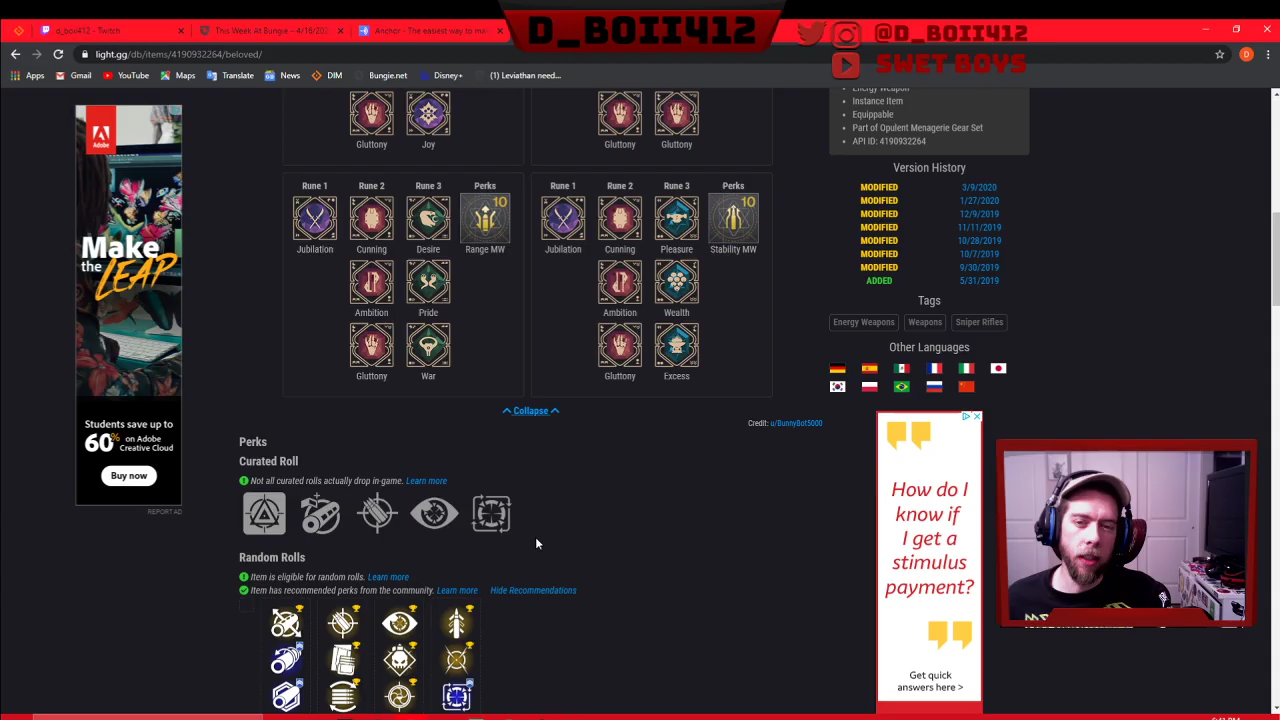 D_BOII412
@D_BOII412
SWET BOYS
d_boii412 - Twitch
This Week At Bungie – 4/16/202
Anchor - The easiest way to ma
light.gg/db/items/4190932264/beloved/
D
Apps
Gmail
YouTube
Maps
Translate
News
DIM
Bungie.net
Disney+
(1) Leviathan need...
Adobe
Make
the LEAP
Students save up to
60% on Adobe
Creative Cloud
Buy now
REPORT AD
Gluttony Joy
Gluttony Gluttony
Rune 1 Rune 2 Rune 3 Perks
10
Jubilation Cunning Desire Range MW
Ambition Pride
Gluttony War
Rune 1 Rune 2 Rune 3 Perks
10
Jubilation Cunning Pleasure Stability MW
Ambition Wealth
Gluttony Excess
Collapse
Credit: u/BunnyBot5000
Perks
Curated Roll
Not all curated rolls actually drop in-game. Learn more
Random Rolls
Item is eligible for random rolls. Learn more
Item has recommended perks from the community. Learn more Hide Recommendations
Energy Weapon
Instance Item
Equippable
Part of Opulent Menagerie Gear Set
API ID: 4190932264
Version History
MODIFIED 3/9/2020
MODIFIED 1/27/2020
MODIFIED 12/9/2019
MODIFIED 11/11/2019
MODIFIED 10/28/2019
MODIFIED 10/7/2019
MODIFIED 9/30/2019
ADDED 5/31/2019
Tags
Energy Weapons Weapons Sniper Rifles
Other Languages
How do I
know if
I get a
stimulus
payment?
Get quick
answers here >